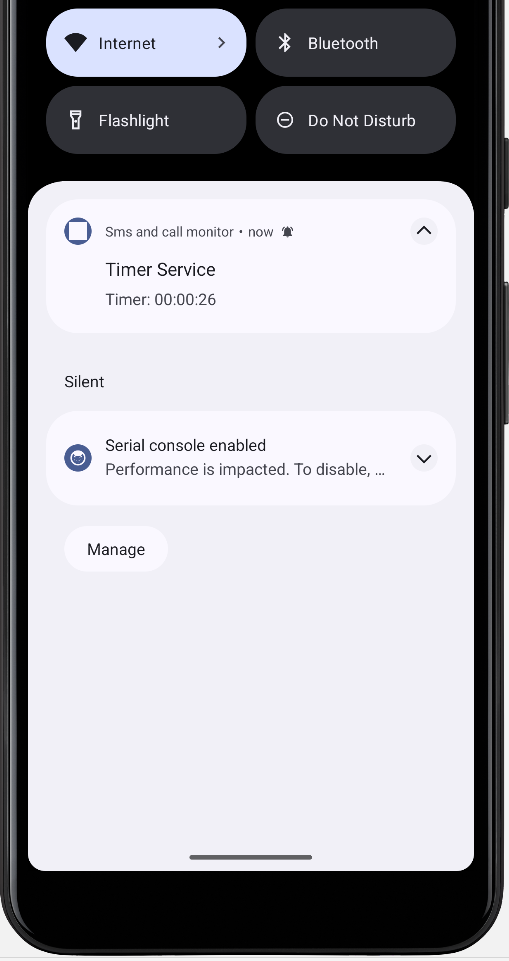 Internet
Bluetooth
Flashlight
Do Not Disturb
Sms and call monitor • now
Timer Service
Timer: 00:00:26
Silent
Serial console enabled
Performance is impacted. To disable, ...
Manage